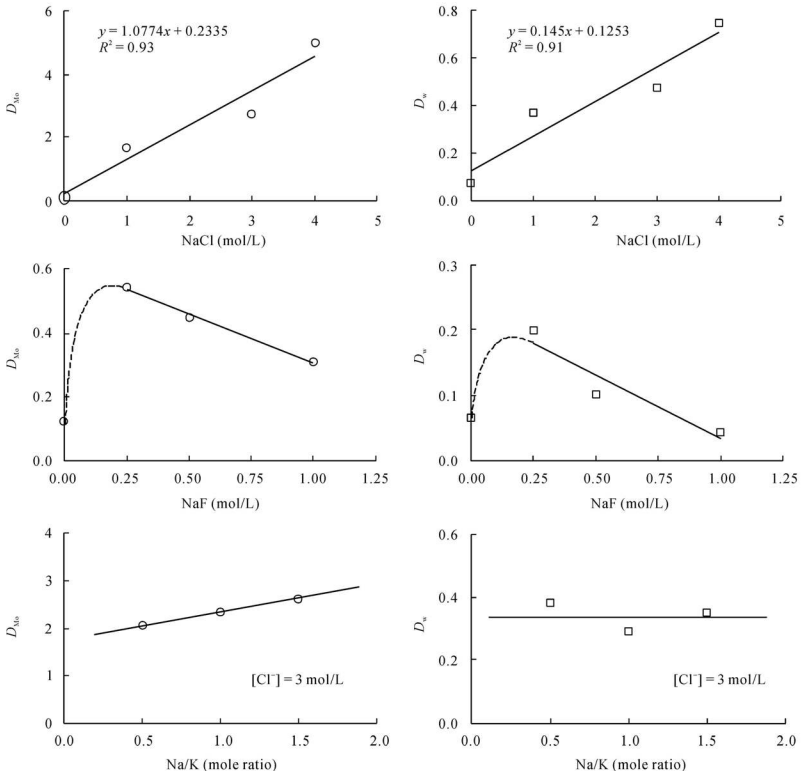 y = 1.0774x + 0.2335
R² = 0.93
6
4
2
0
D_Mo
0 1 2 3 4 5
NaCl (mol/L)
y = 0.145x + 0.1253
R² = 0.91
0.8
0.6
0.4
0.2
0.0
D_w
0 1 2 3 4 5
NaCl (mol/L)
0.6
0.4
0.2
0.0
D_Mo
0.00 0.25 0.50 0.75 1.00 1.25
NaF (mol/L)
0.3
0.2
0.1
0.0
D_w
0.00 0.25 0.50 0.75 1.00 1.25
NaF (mol/L)
4
3
2
1
0
D_Mo
[Cl⁻] = 3 mol/L
0.0 0.5 1.0 1.5 2.0
Na/K (mole ratio)
0.6
0.4
0.2
0.0
D_w
[Cl⁻] = 3 mol/L
0.0 0.5 1.0 1.5 2.0
Na/K (mole ratio)